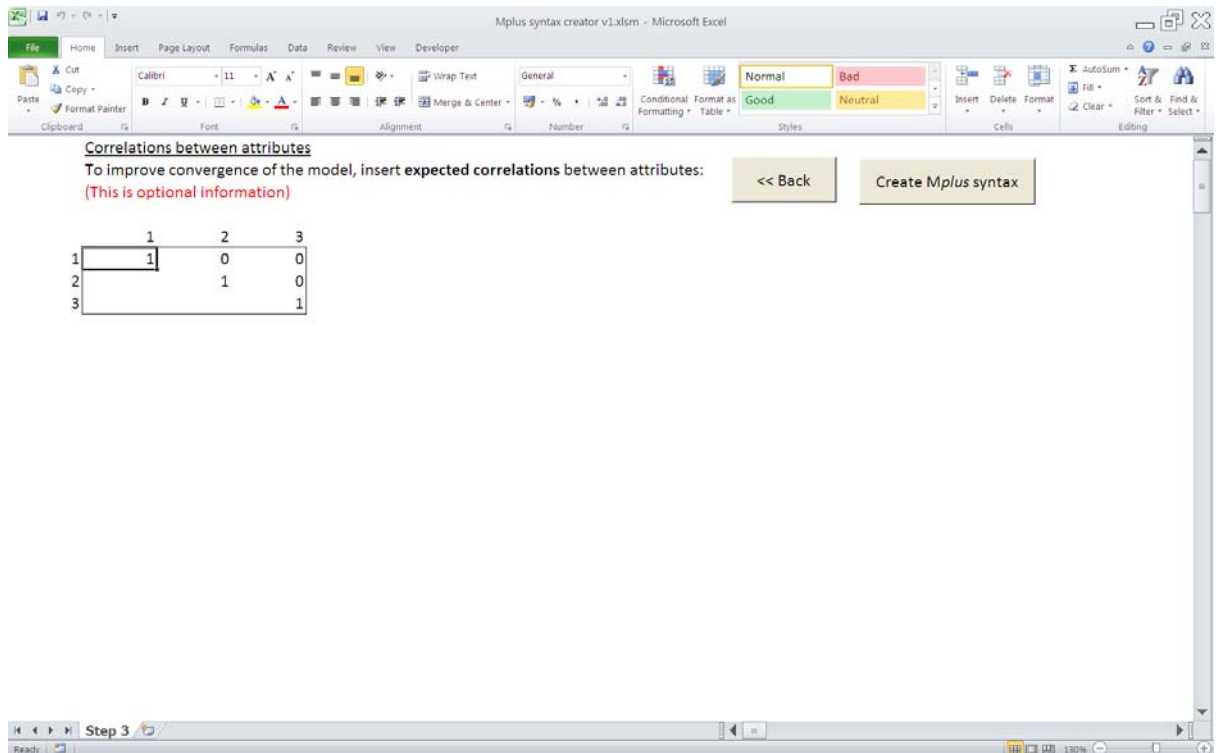 Mplus syntax creator v1.xlsm - Microsoft Excel
File Home Insert Page Layout Formulas Data Review View Developer
Cut Calibri 11 Wrap Text General Normal Bad Σ AutoSum
Copy Fill
Paste Format Painter B I U Merge & Center % Conditional Formatting Format as Table Good Neutral Insert Delete Format Clear Sort & Filter Find & Select
Clipboard Font Alignment Number Styles Cells Editing
Correlations between attributes
To improve convergence of the model, insert expected correlations between attributes:
(This is optional information)
<< Back Create Mplus syntax
1 2 3
1 1 0 0
2 1 0
3 1
Step 3
Ready 130%